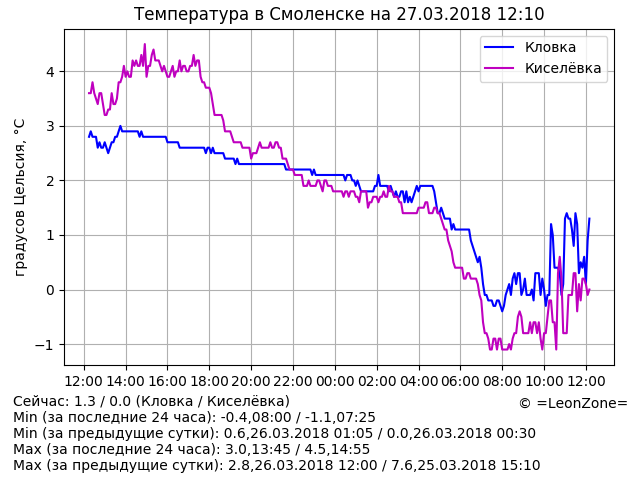 Температура в Смоленске на 27.03.2018 12:10
Кловка
Киселёвка
градусов Цельсия, °C
4
3
2
1
0
−1
12:00 14:00 16:00 18:00 20:00 22:00 00:00 02:00 04:00 06:00 08:00 10:00 12:00
Сейчас: 1.3 / 0.0 (Кловка / Киселёвка)
© =LeonZone=
Min (за последние 24 часа): -0.4,08:00 / -1.1,07:25
Min (за предыдущие сутки): 0.6,26.03.2018 01:05 / 0.0,26.03.2018 00:30
Max (за последние 24 часа): 3.0,13:45 / 4.5,14:55
Max (за предыдущие сутки): 2.8,26.03.2018 12:00 / 7.6,25.03.2018 15:10